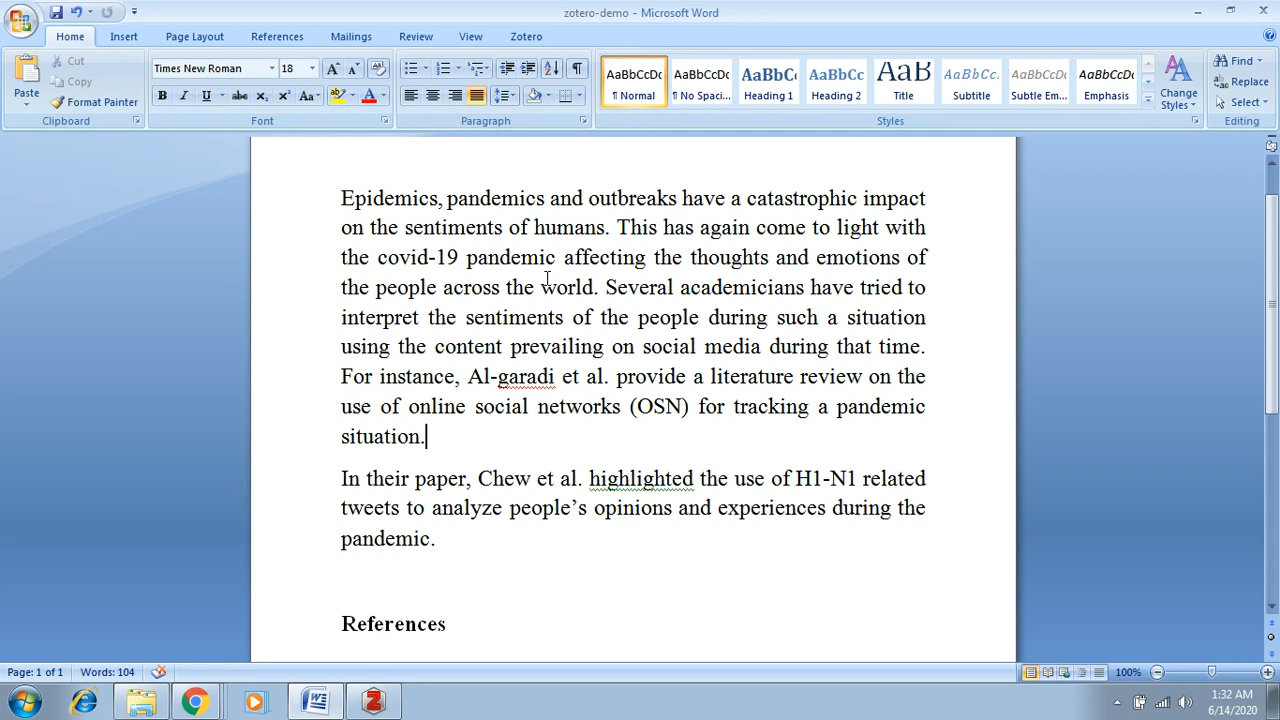 zotero-demo - Microsoft Word
Home Insert Page Layout References Mailings Review View Zotero
Paste
Cut
Copy
Format Painter
Clipboard
Times New Roman 18
B I U abc X₂ X² Aa
Font
Paragraph
AaBbCcDc AaBbCcDc AaBbCc AaBbCc AaB AaBbCc. AaBbCcDc AaBbCcDc
¶ Normal ¶ No Spaci... Heading 1 Heading 2 Title Subtitle Subtle Em... Emphasis
Change
Styles
Styles
Find
Replace
Select
Editing
Epidemics, pandemics and outbreaks have a catastrophic impact
on the sentiments of humans. This has again come to light with
the covid-19 pandemic affecting the thoughts and emotions of
the people across the world. Several academicians have tried to
interpret the sentiments of the people during such a situation
using the content prevailing on social media during that time.
For instance, Al-garadi et al. provide a literature review on the
use of online social networks (OSN) for tracking a pandemic
situation.
In their paper, Chew et al. highlighted the use of H1-N1 related
tweets to analyze people’s opinions and experiences during the
pandemic.
References
Page: 1 of 1 Words: 104 100%
1:32 AM
6/14/2020